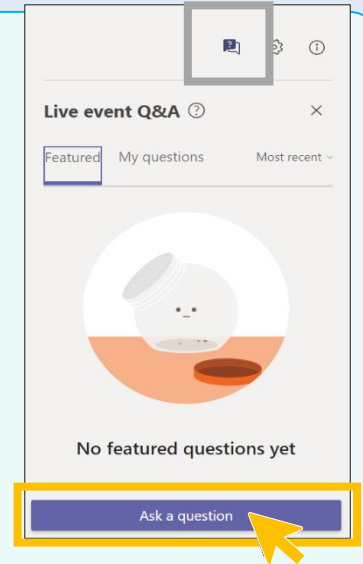 Live event Q&A
Featured My questions Most recent
No featured questions yet
Ask a question